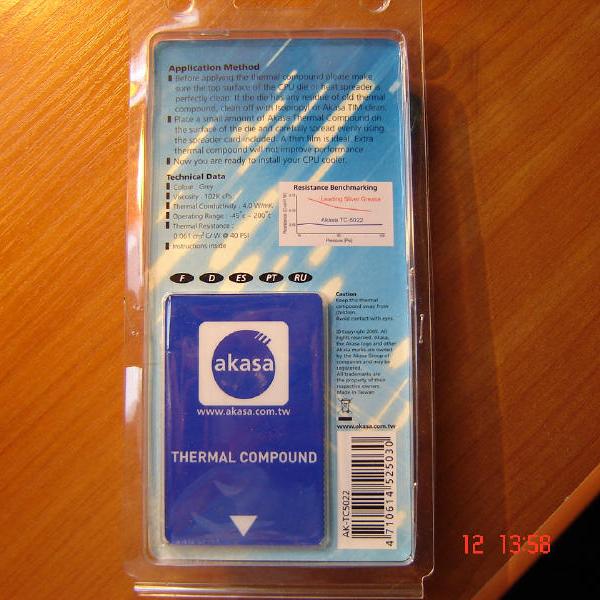 Application Method
Before applying the thermal compound please make
sure the top surface of the CPU die or heat spreader is
perfectly clean. If the die has any residue of old thermal
compound, clean off with Isopropyl or Akasa TIM-clean.
Place a small amount of Akasa Thermal Compound on
the surface of the die and carefully spread evenly using
the spreader card included. A thin film is ideal. Extra
thermal compound will not improve performance
Now you are ready to install your CPU cooler.
Technical Data
Colour : Grey
Viscosity : 102K cPs
Thermal Conductivity : 4.0 W/mK
Operating Range : -45°c ~ 200°c
Thermal Resistance :
0.061 cm²C/W @ 40 PSI
Instructions inside
Resistance Benchmarking
Leading Silver Grease
Akasa TC-5022
Pressure (Psi)
F D ES PT RU
Caution
Keep the thermal
compound away from
children.
Avoid contact with eyes.
All
rights reserved. Akasa,
the Akasa logo and other
Akasa marks are owned
by the Akasa Group of
companies and may be
registered.
All trademarks are
the property of their
respective owners.
Made in Taiwan
www.akasa.com.tw
akasa
www.akasa.com.tw
THERMAL COMPOUND
AK-TC5022
4 710614 525030
12 13:58